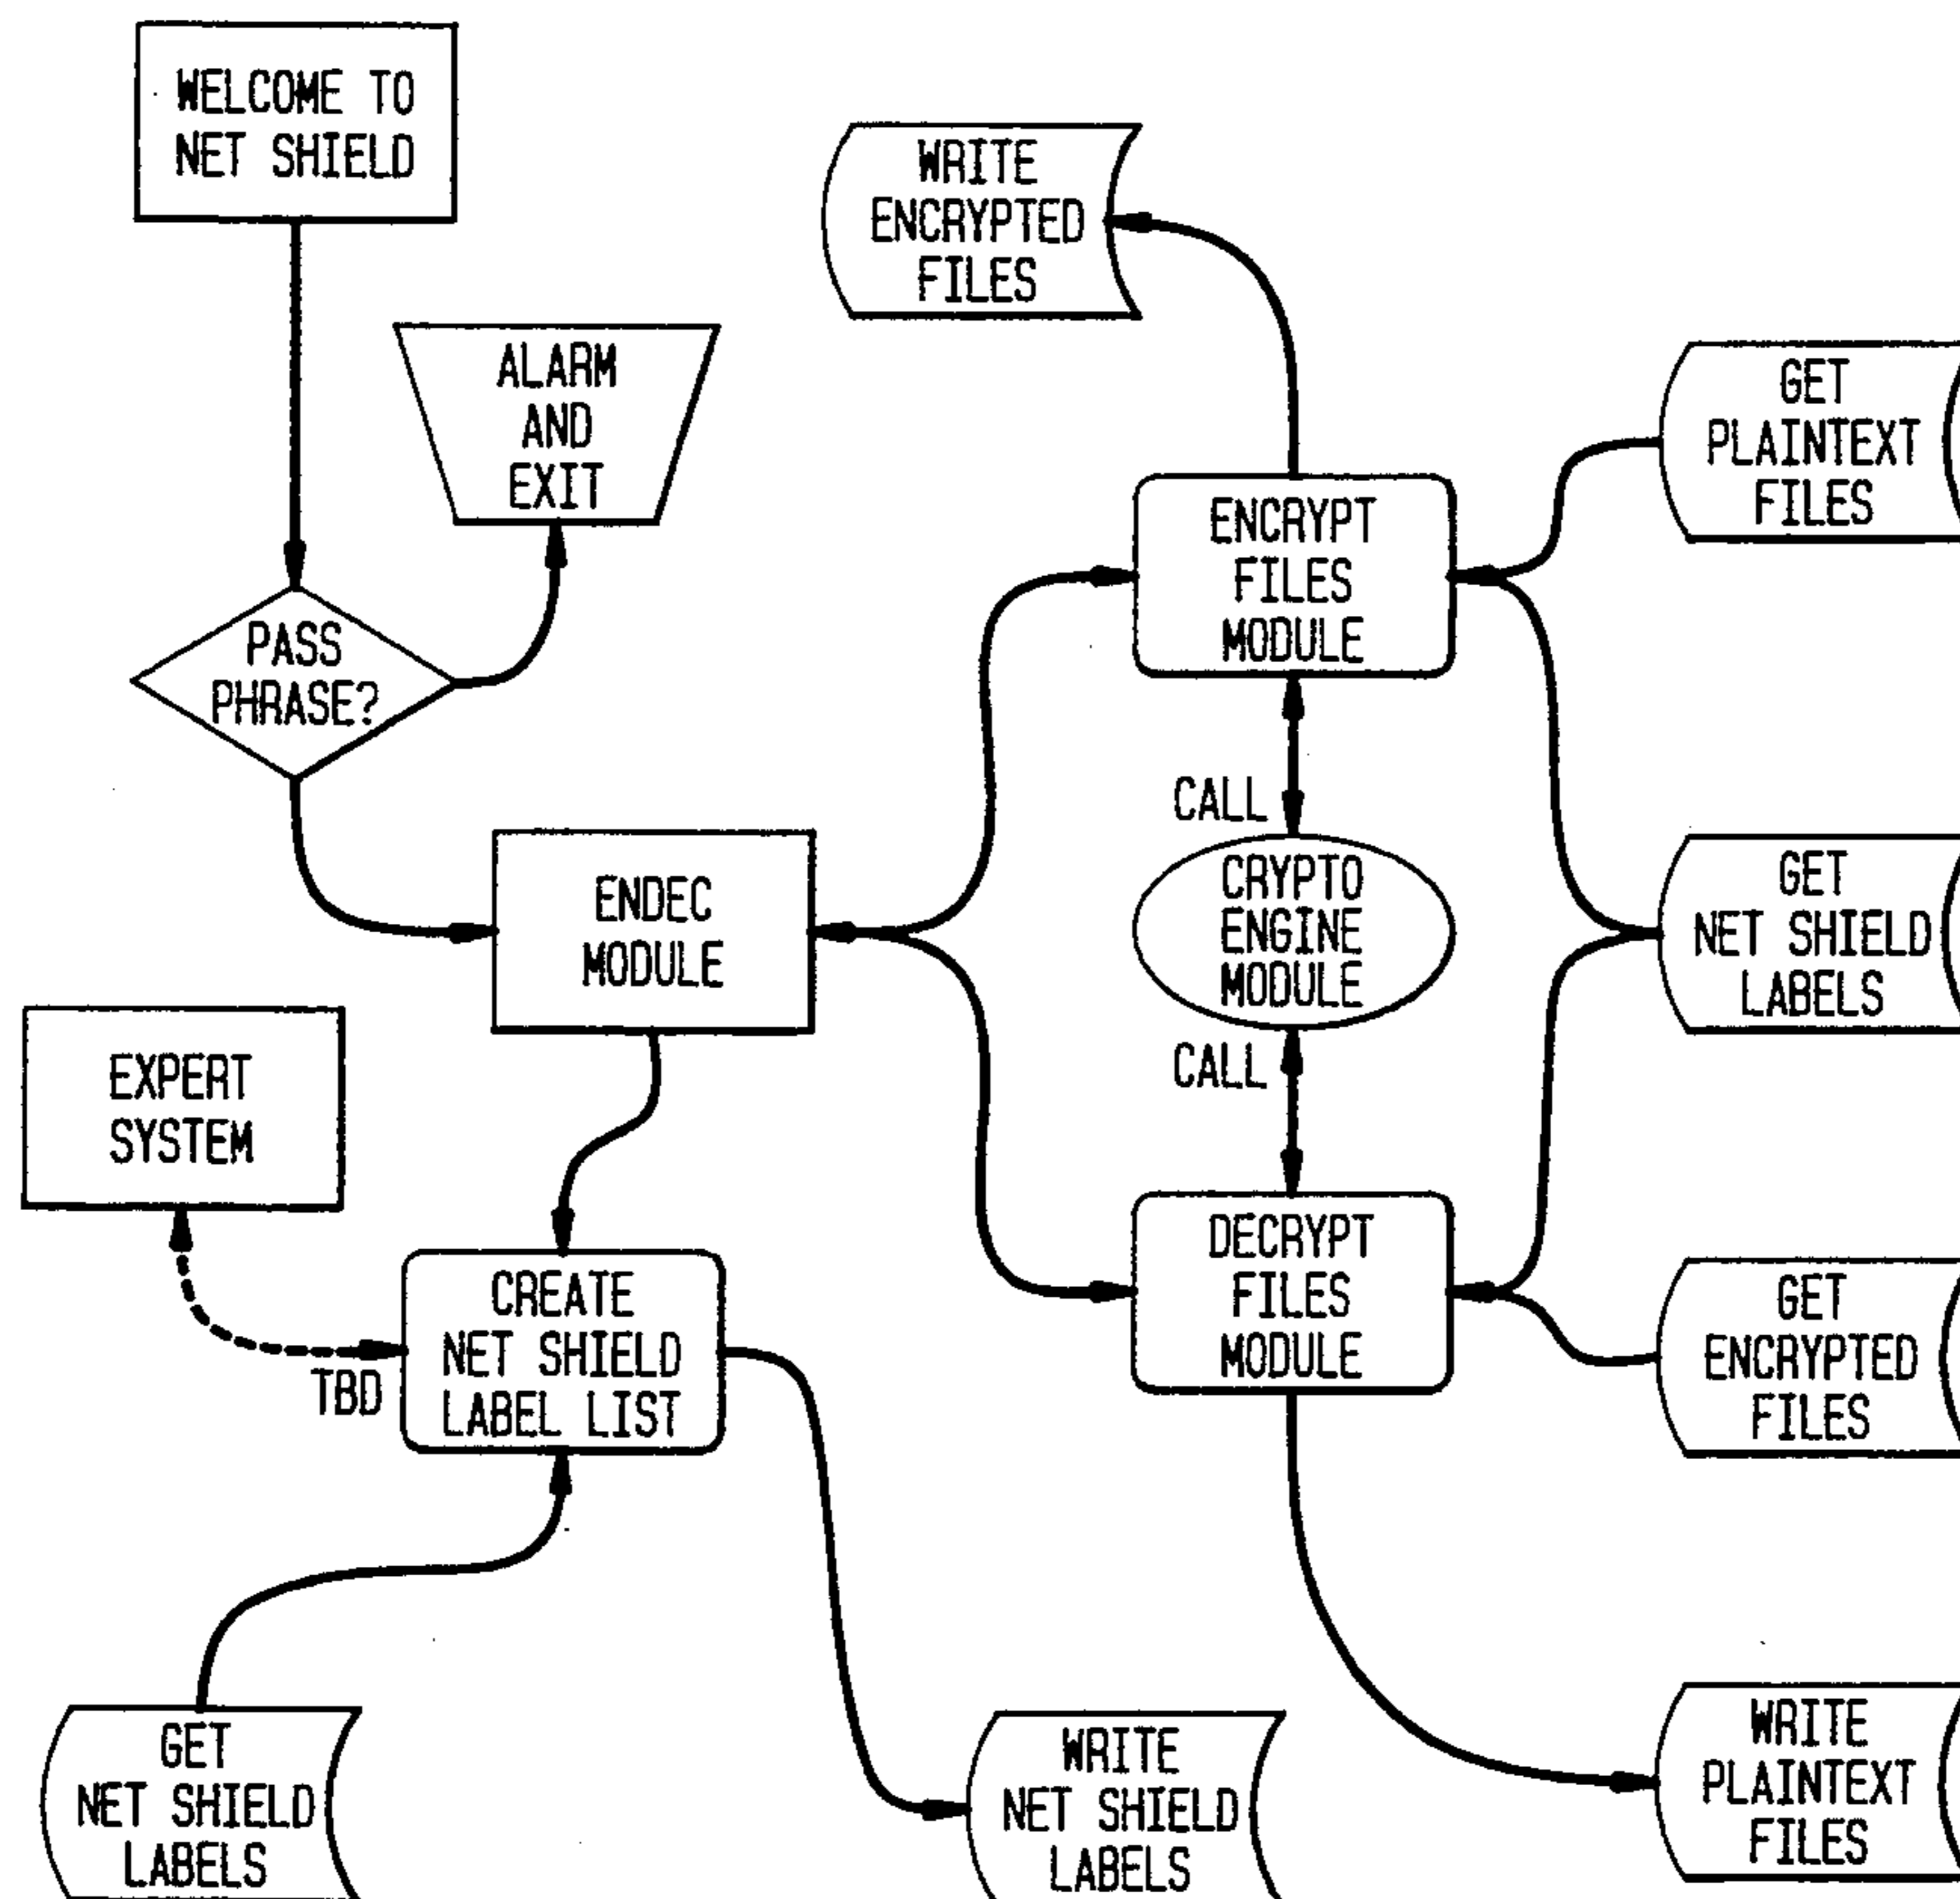 WELCOME TO
NET SHIELD
WRITE
ENCRYPTED
FILES
ALARM
AND
EXIT
GET
PLAINTEXT
FILES
ENCRYPT
FILES
MODULE
PASS
PHRASE?
CALL
CRYPTO
ENGINE
MODULE
ENDEC
MODULE
GET
NET SHIELD
LABELS
CALL
EXPERT
SYSTEM
DECRYPT
FILES
MODULE
CREATE
NET SHIELD
LABEL LIST
TBD
GET
ENCRYPTED
FILES
GET
NET SHIELD
LABELS
WRITE
NET SHIELD
LABELS
WRITE
PLAINTEXT
FILES